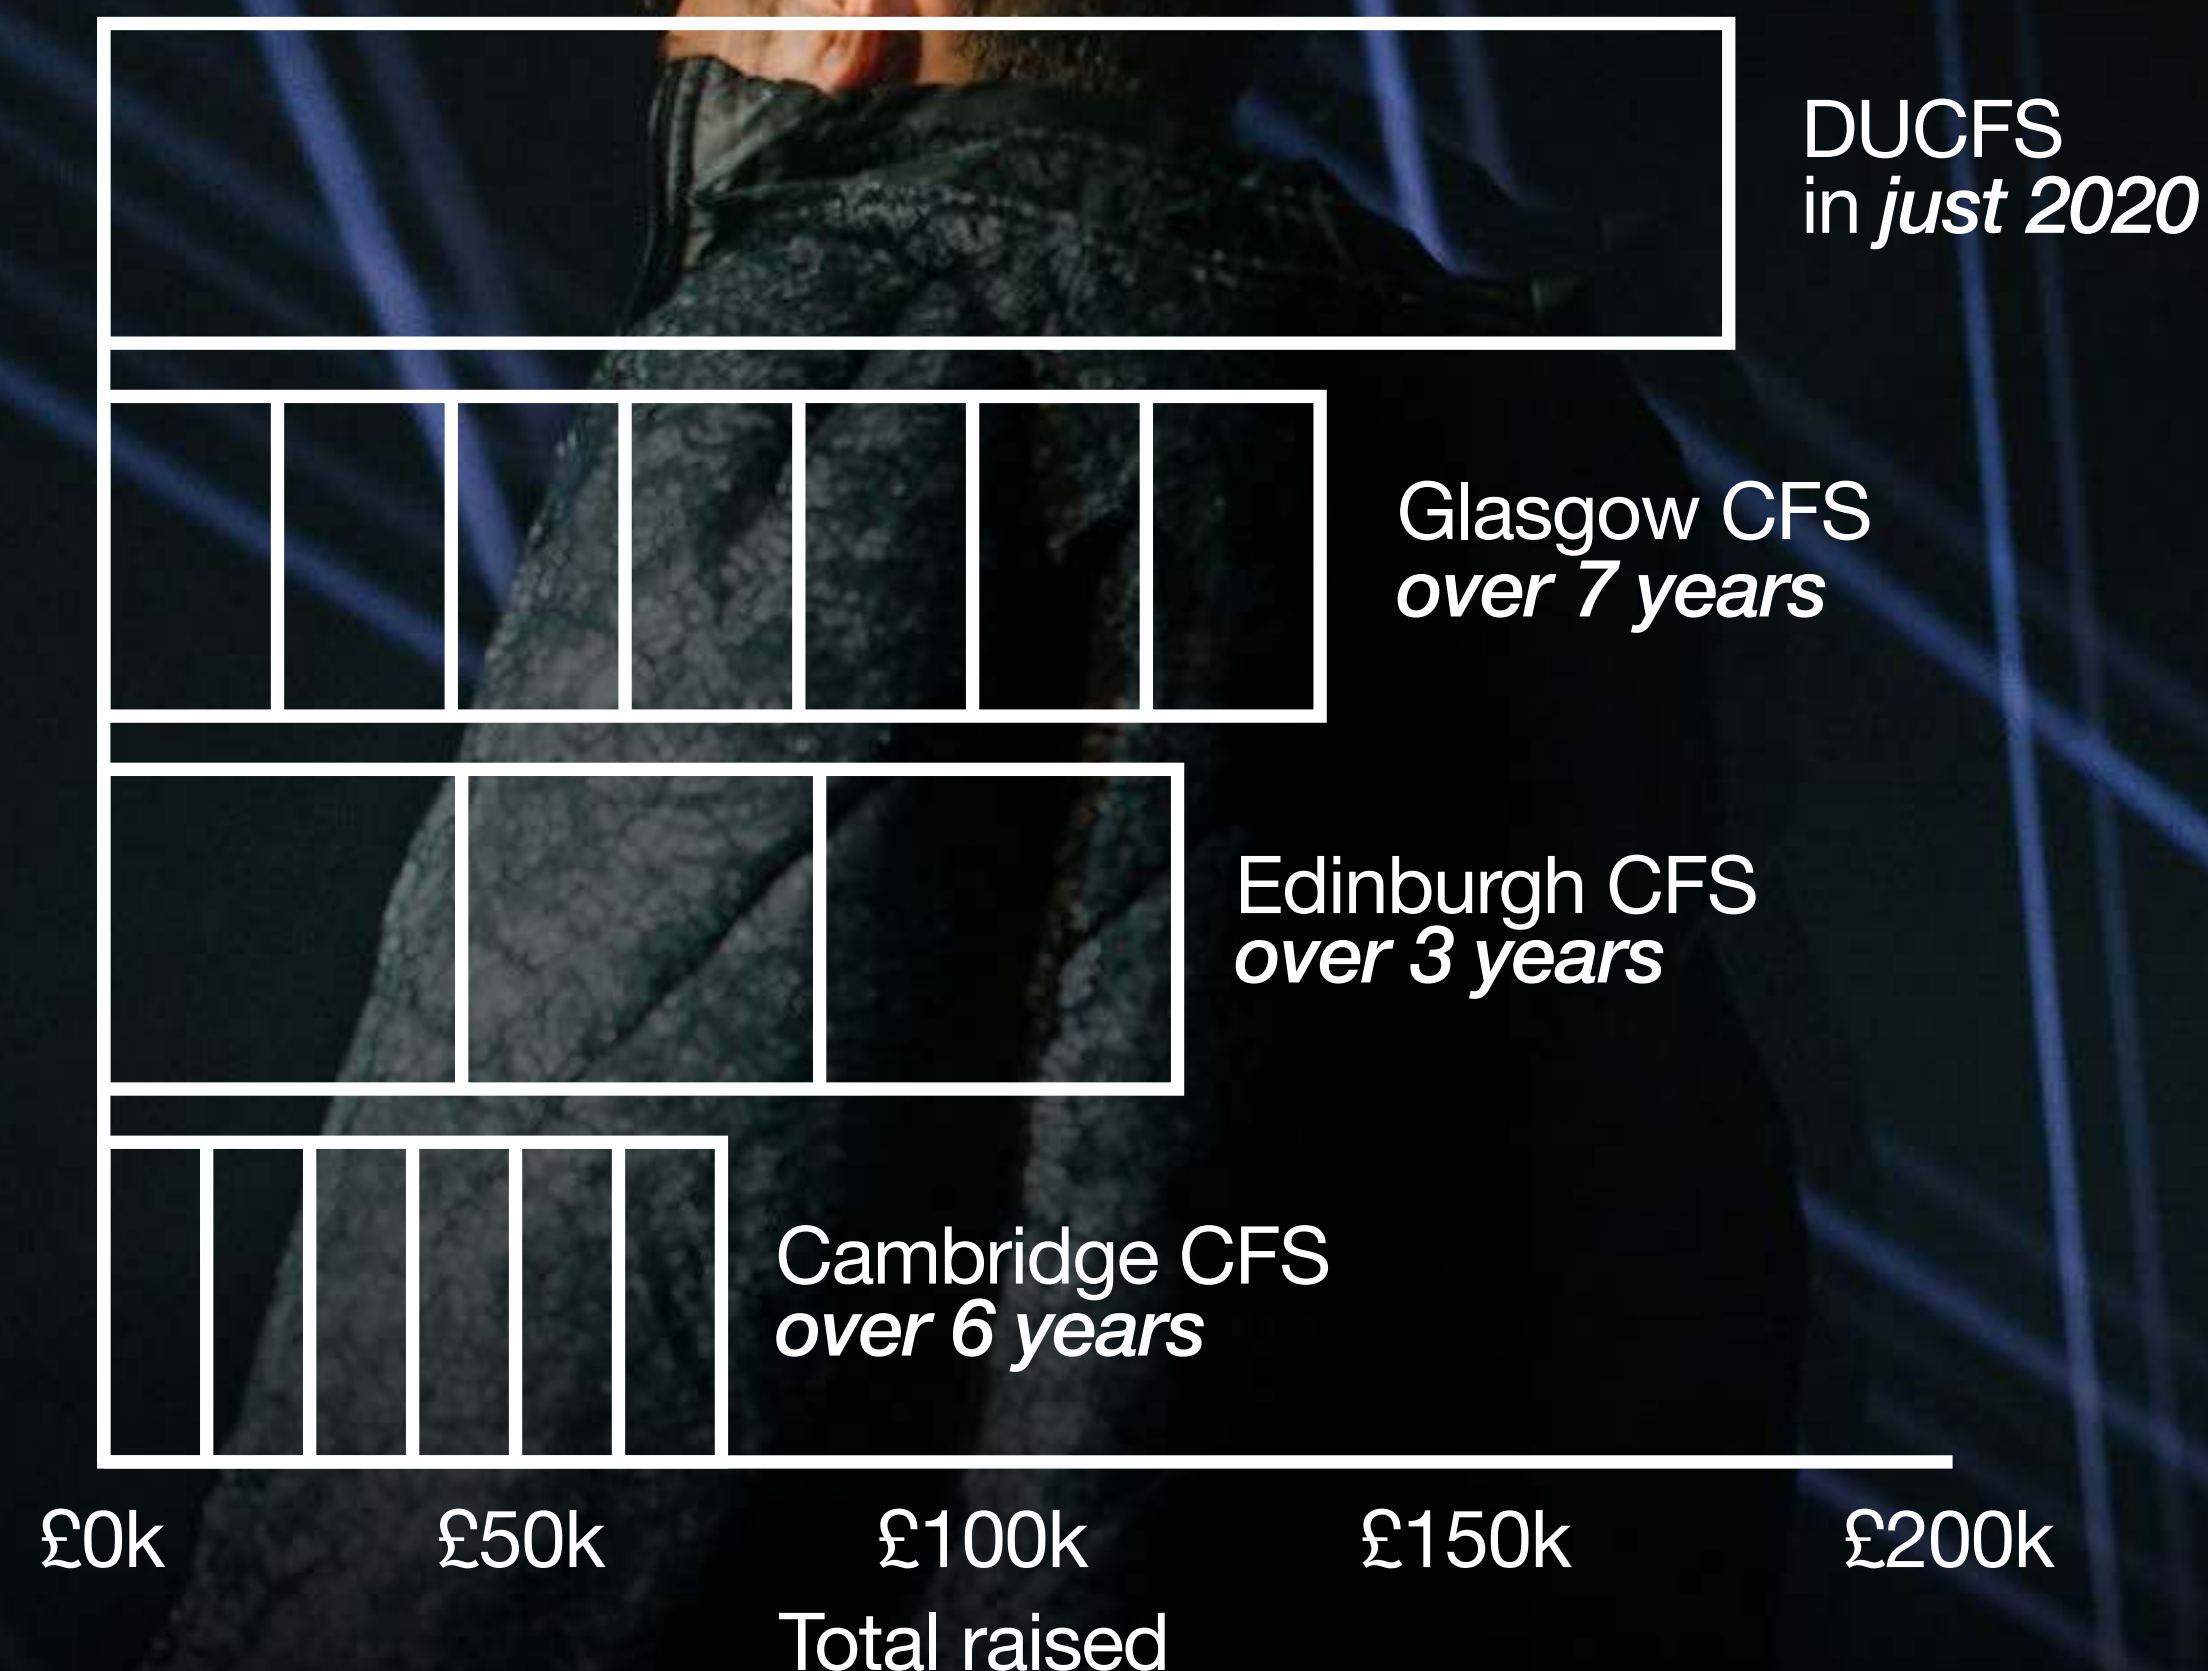 DUCFS
in just 2020
Glasgow CFS
over 7 years
Edinburgh CFS
over 3 years
Cambridge CFS
over 6 years
£0k £50k £100k £150k £200k
Total raised